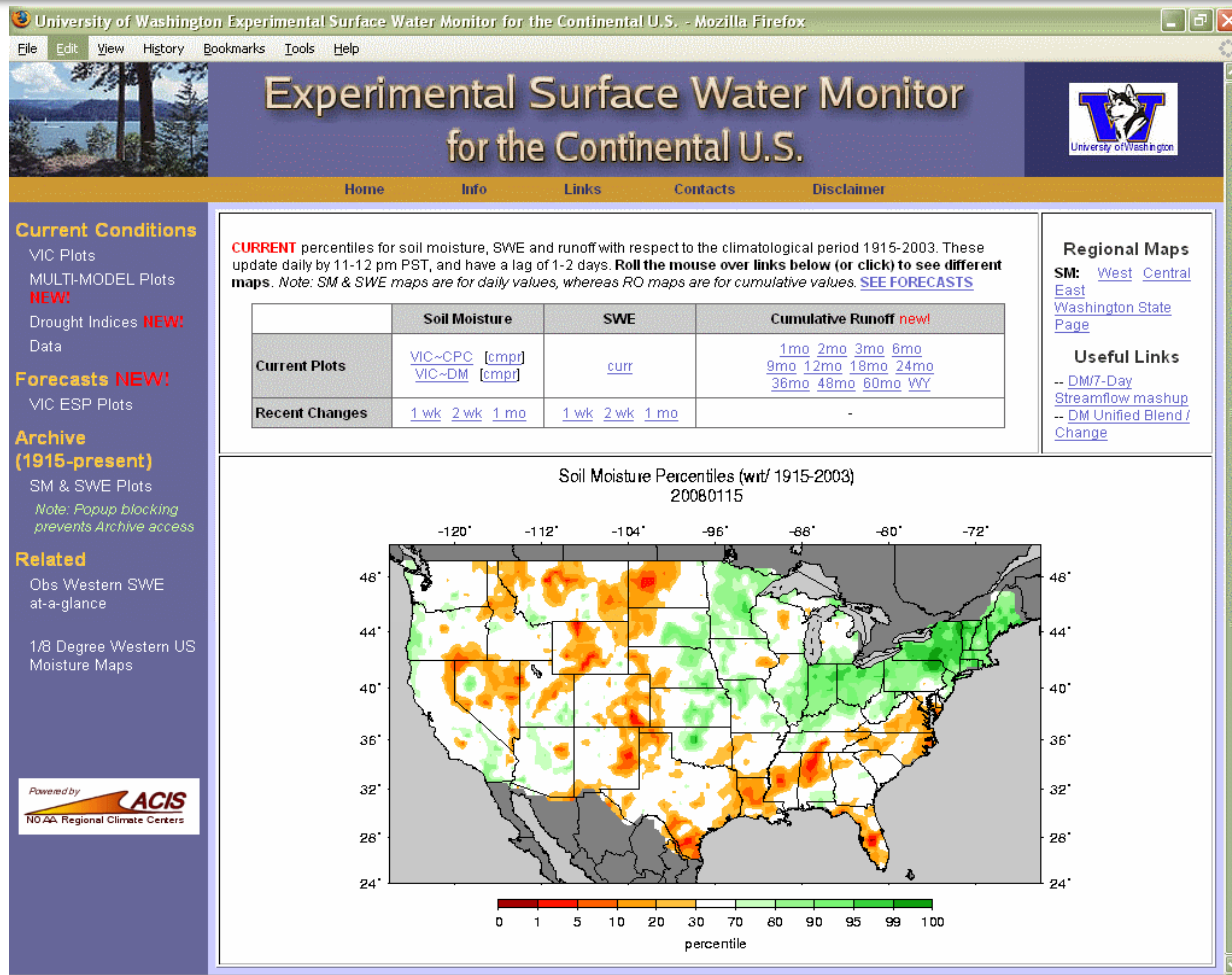 University of Washington Experimental Surface Water Monitor for the Continental U.S. - Mozilla Firefox
File Edit View History Bookmarks Tools Help
Experimental Surface Water Monitor
for the Continental U.S.
University of Washington
Home Info Links Contacts Disclaimer
Current Conditions
VIC Plots
MULTI-MODEL Plots
NEW!
Drought Indices NEW!
Data
Forecasts NEW!
VIC ESP Plots
Archive
(1915-present)
SM & SWE Plots
Note: Popup blocking
prevents Archive access
Related
Obs Western SWE
at-a-glance
1/8 Degree Western US
Moisture Maps
Powered by
ACIS
NOAA Regional Climate Centers
CURRENT percentiles for soil moisture, SWE and runoff with respect to the climatological period 1915-2003. These
update daily by 11-12 pm PST, and have a lag of 1-2 days. Roll the mouse over links below (or click) to see different
maps. Note: SM & SWE maps are for daily values, whereas RO maps are for cumulative values. SEE FORECASTS
Soil Moisture SWE Cumulative Runoff new!
Current Plots
VIC~CPC [cmpr]
VIC~DM [cmpr]
curr
1mo 2mo 3mo 6mo
9mo 12mo 18mo 24mo
36mo 48mo 60mo WY
Recent Changes 1 wk 2 wk 1 mo 1 wk 2 wk 1 mo -
Regional Maps
SM: West Central
East
Washington State
Page
Useful Links
-- DM/7-Day
Streamflow mashup
-- DM Unified Blend /
Change
Soil Moisture Percentiles (wrt/ 1915-2003)
20080115
-120° -112° -104° -96° -88° -80° -72°
48° 48°
44° 44°
40° 40°
36° 36°
32° 32°
28° 28°
24° 24°
0 1 5 10 20 30 70 80 90 95 99 100
percentile